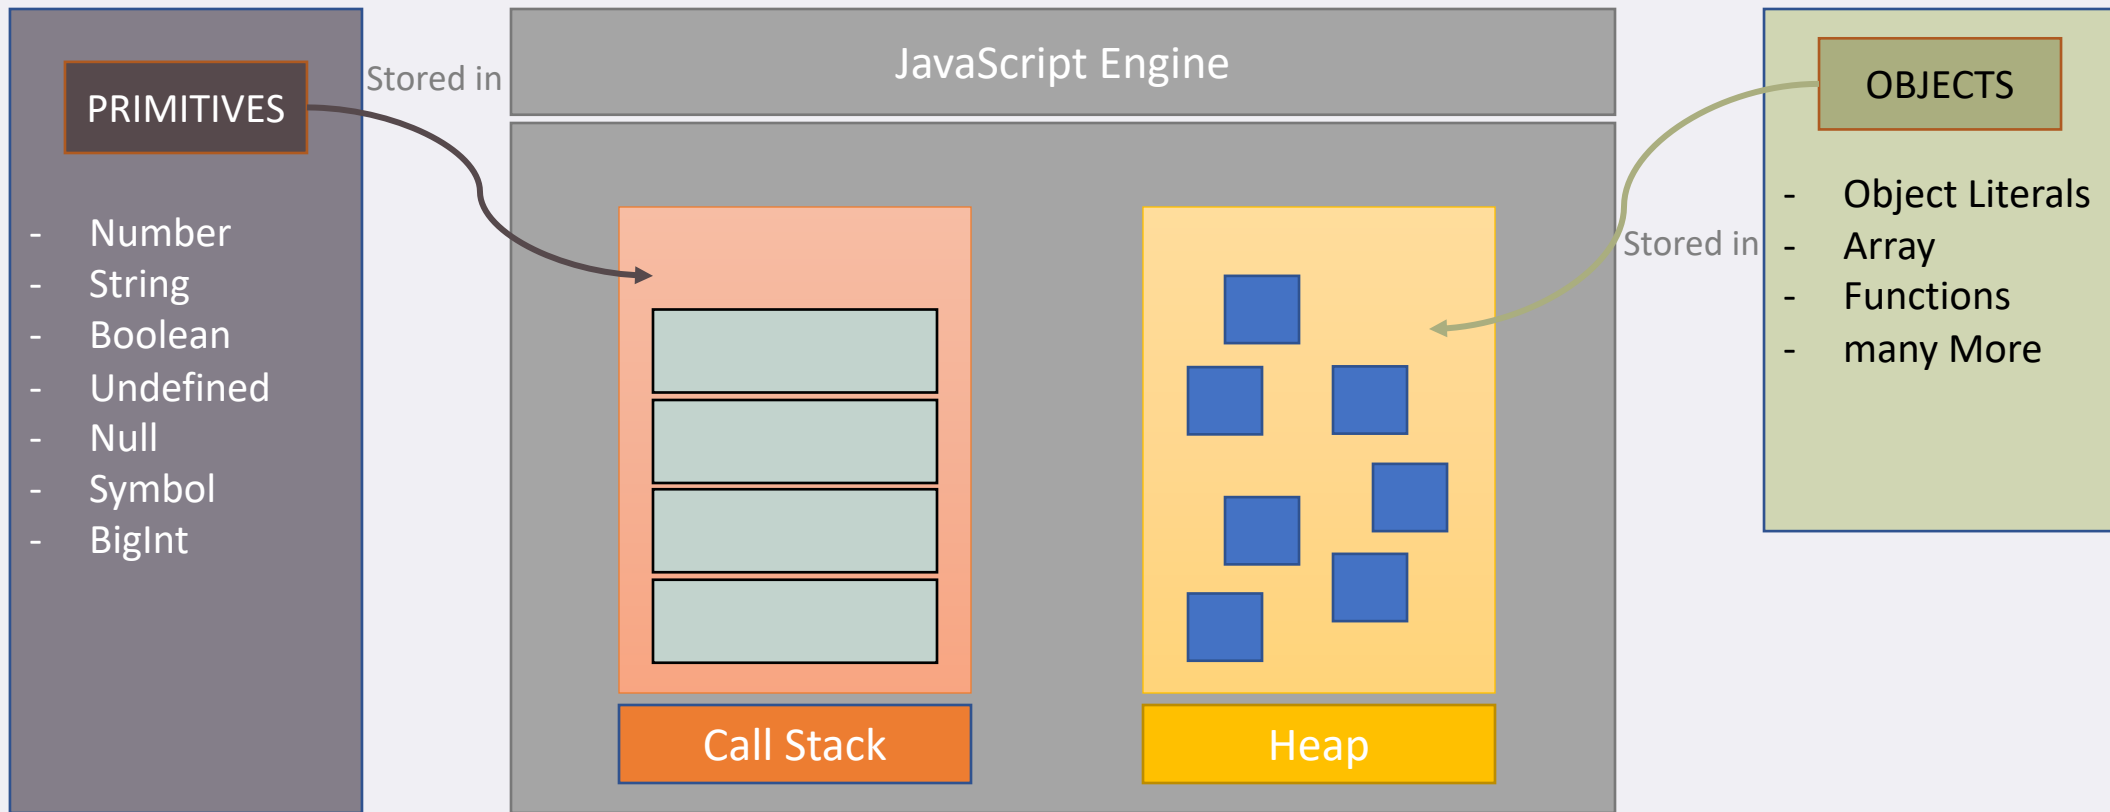 PRIMITIVES
- Number
- String
- Boolean
- Undefined
- Null
- Symbol
- BigInt
Stored in
JavaScript Engine
Call Stack
Heap
Stored in
OBJECTS
- Object Literals
- Array
- Functions
- many More